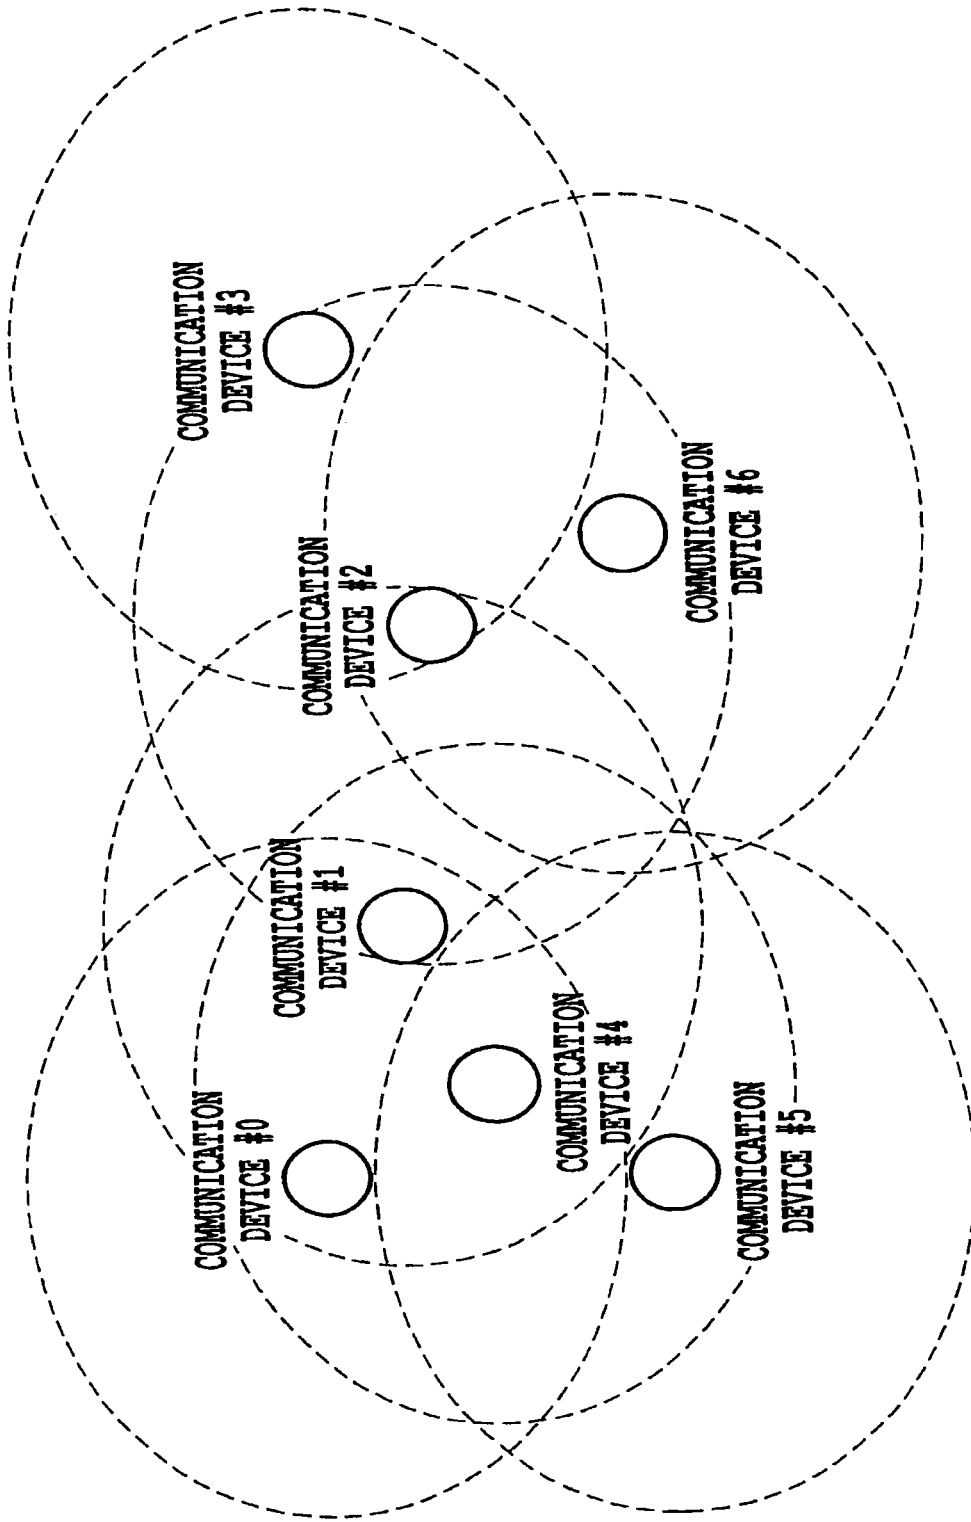 COMMUNICATION
DEVICE #0
COMMUNICATION
DEVICE #1
COMMUNICATION
DEVICE #2
COMMUNICATION
DEVICE #3
COMMUNICATION
DEVICE #4
COMMUNICATION
DEVICE #5
COMMUNICATION
DEVICE #6